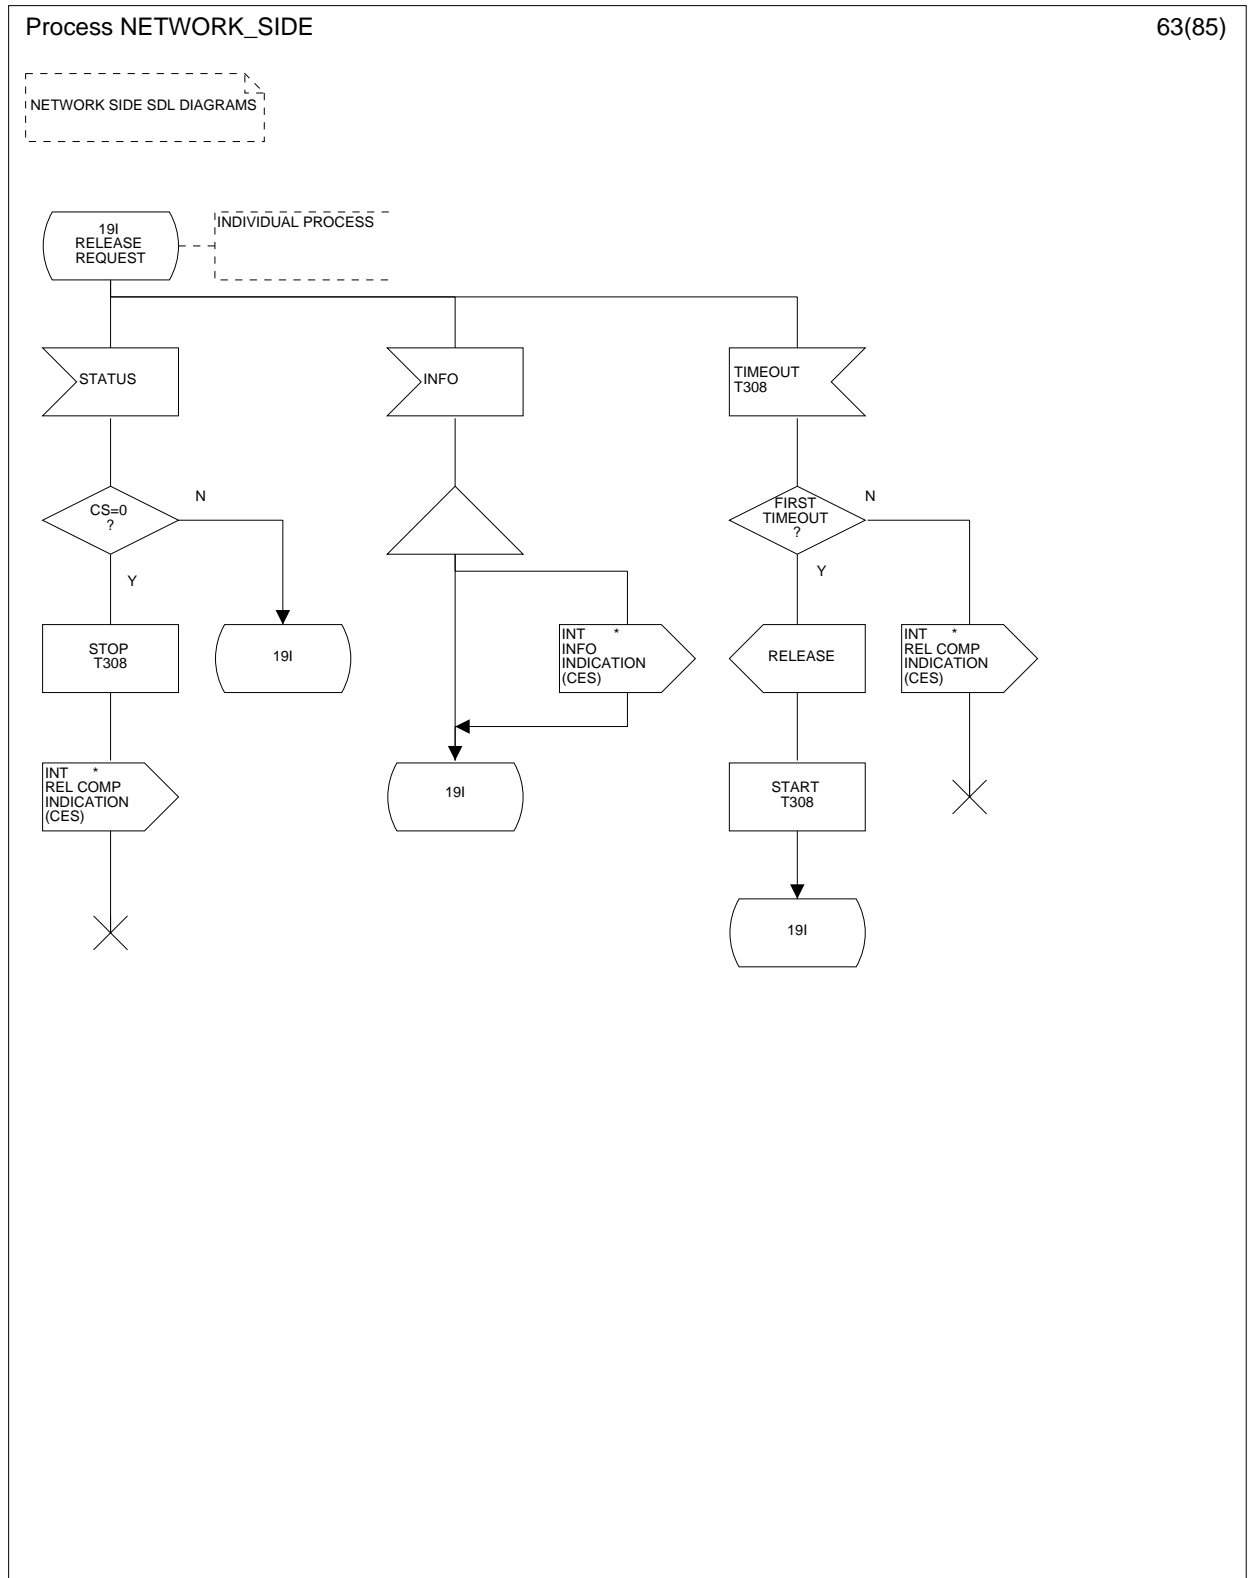 Process NETWORK_SIDE
63(85)
NETWORK SIDE SDL DIAGRAMS
19I
RELEASE
REQUEST
INDIVIDUAL PROCESS
STATUS
INFO
TIMEOUT
T308
CS=0
?
N
Y
FIRST
TIMEOUT
?
N
Y
STOP
T308
19I
INT *
INFO
INDICATION
(CES)
RELEASE
INT *
REL COMP
INDICATION
(CES)
INT *
REL COMP
INDICATION
(CES)
19I
START
T308
19I